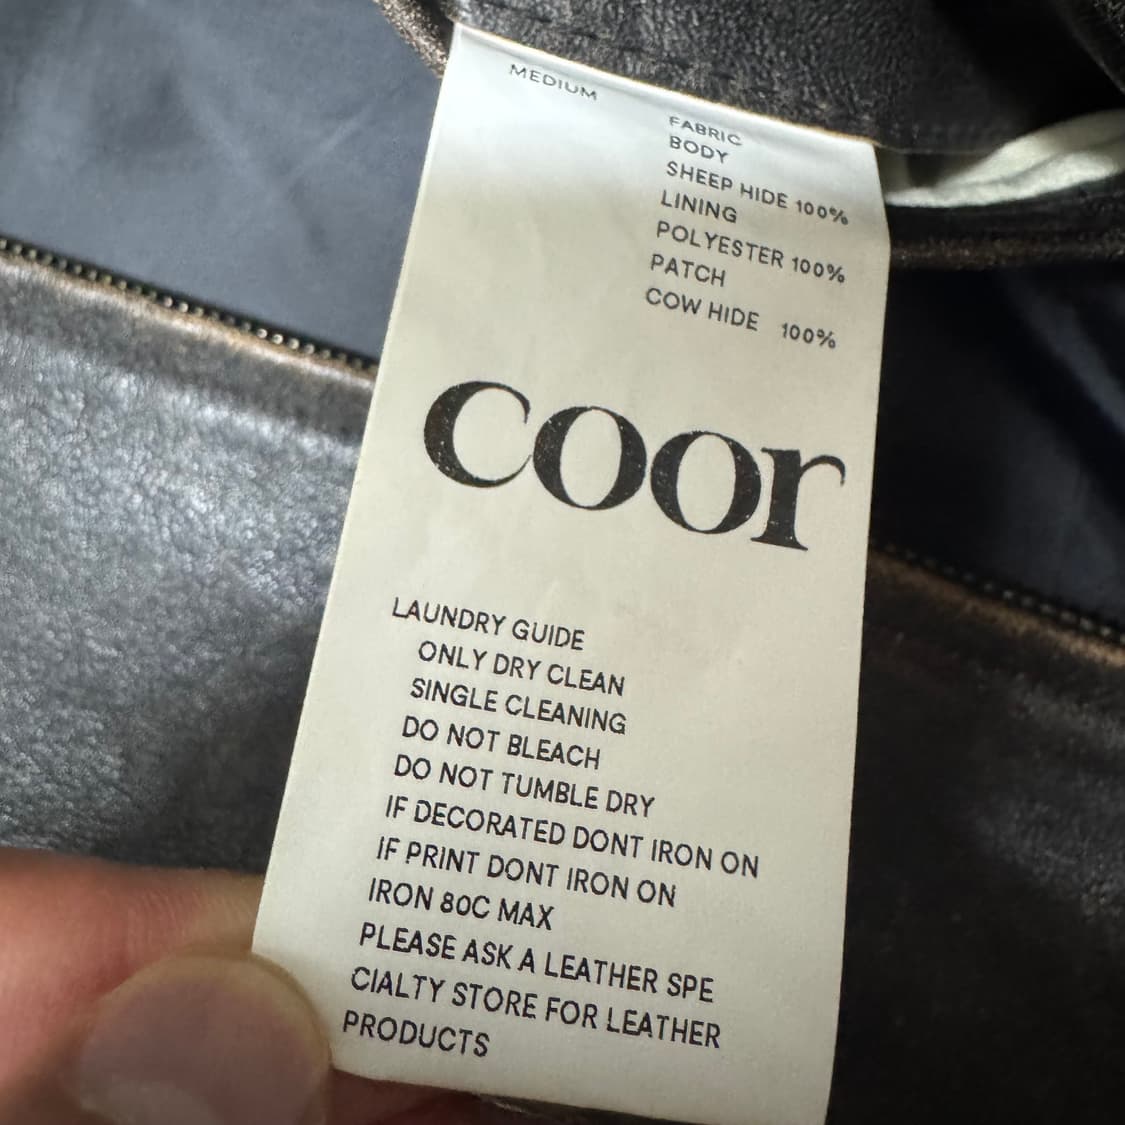 MEDIUM
FABRIC
BODY
SHEEP HIDE 100%
LINING
POLYESTER 100%
PATCH
COW HIDE 100%
coor
LAUNDRY GUIDE
ONLY DRY CLEAN
SINGLE CLEANING
DO NOT BLEACH
DO NOT TUMBLE DRY
IF DECORATED DONT IRON ON
IF PRINT DONT IRON ON
IRON 80C MAX
PLEASE ASK A LEATHER SPE
CIALTY STORE FOR LEATHER
PRODUCTS